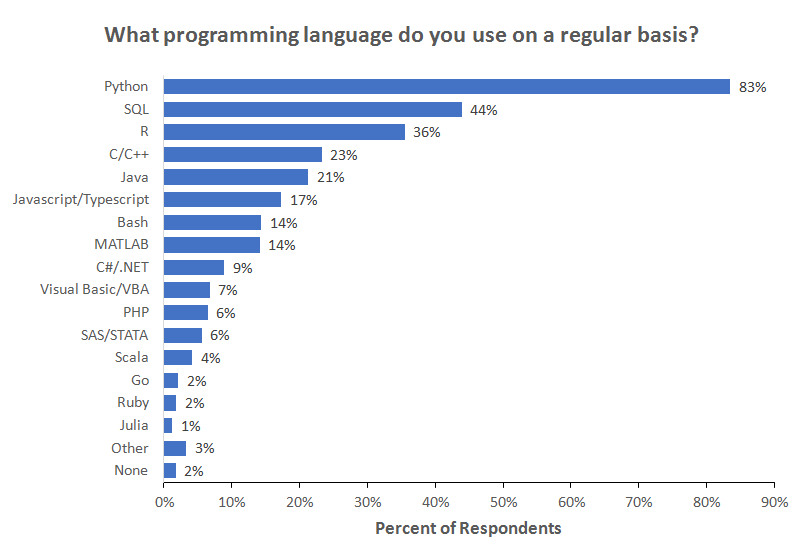 What programming language do you use on a regular basis?
Python 83%
SQL 44%
R 36%
C/C++ 23%
Java 21%
Javascript/Typescript 17%
Bash 14%
MATLAB 14%
C#/.NET 9%
Visual Basic/VBA 7%
PHP 6%
SAS/STATA 6%
Scala 4%
Go 2%
Ruby 2%
Julia 1%
Other 3%
None 2%
0% 10% 20% 30% 40% 50% 60% 70% 80% 90%
Percent of Respondents